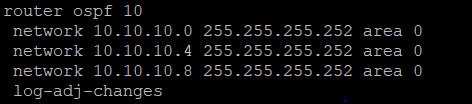 router ospf 10
network 10.10.10.0 255.255.255.252 area 0
network 10.10.10.4 255.255.255.252 area 0
network 10.10.10.8 255.255.255.252 area 0
log-adj-changes